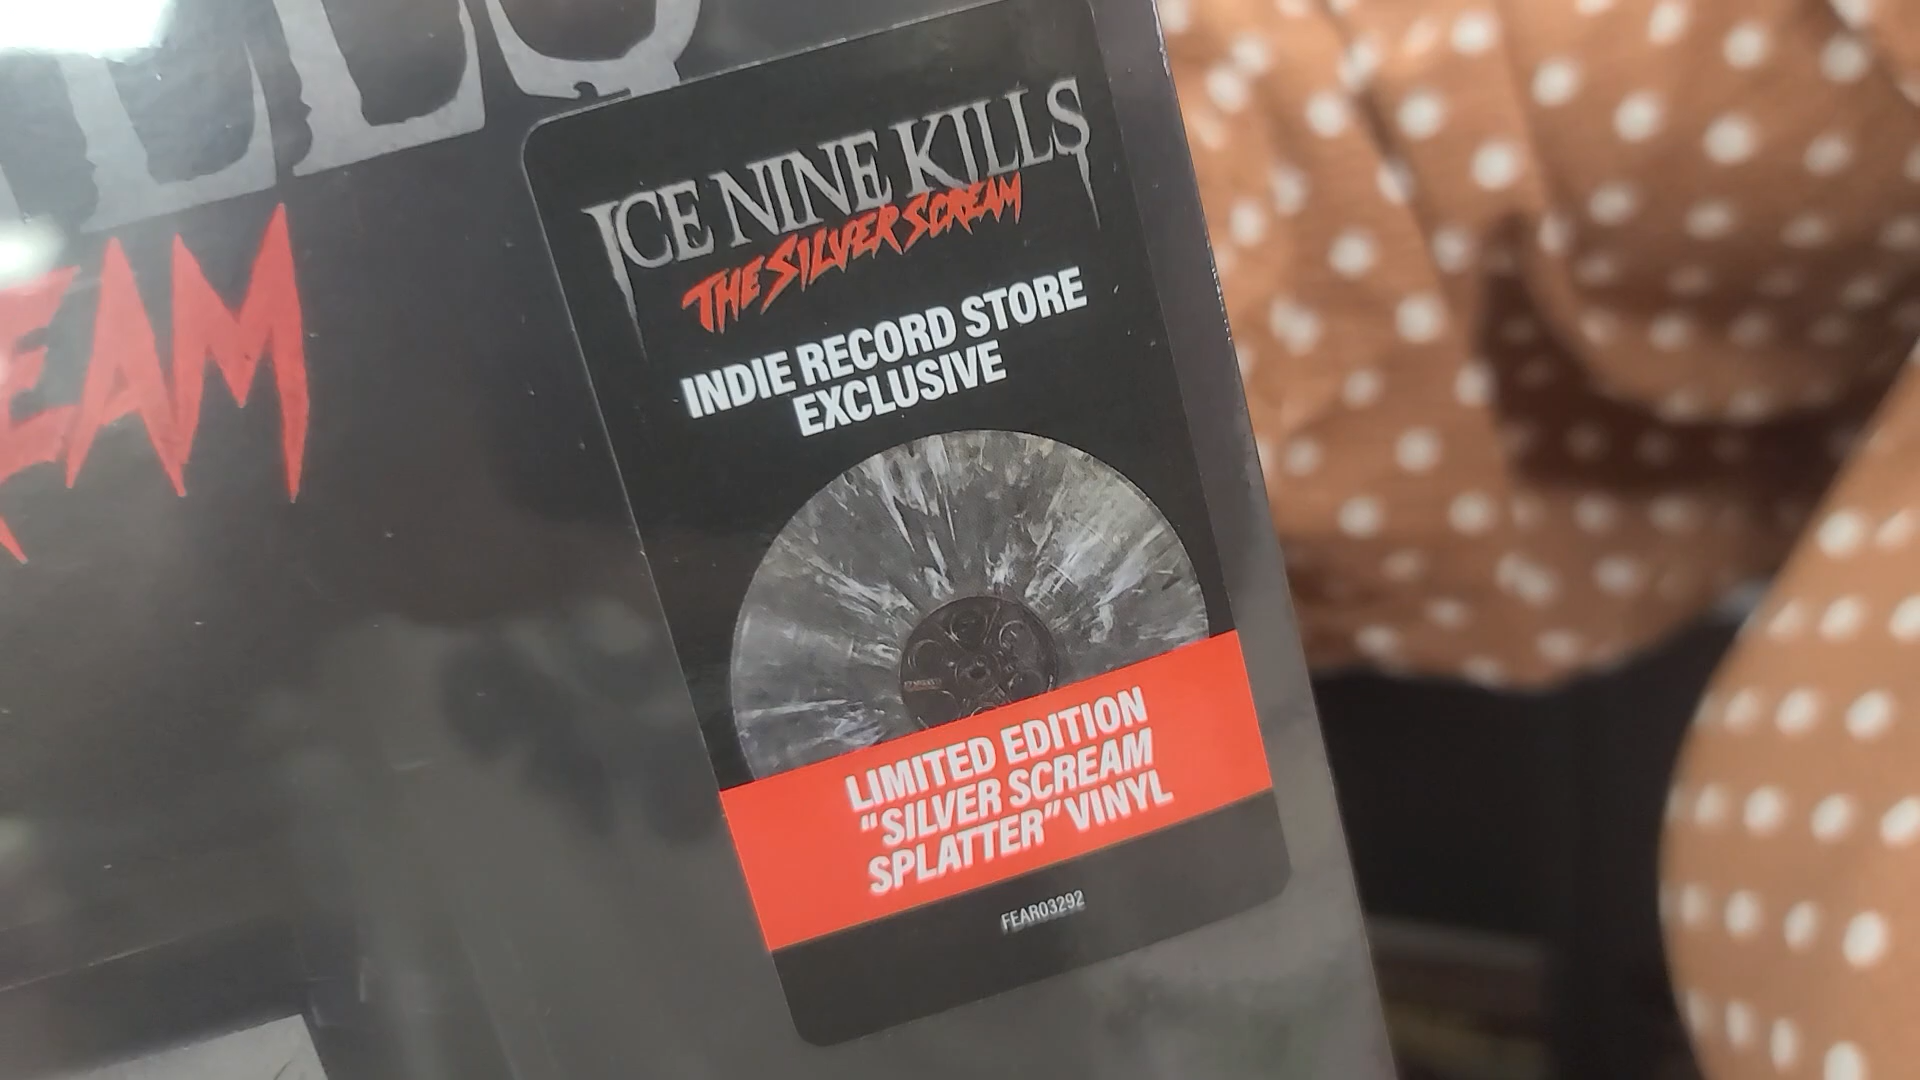 EAM
ICE NINE KILLS
THE SILVER SCREAM
INDIE RECORD STORE
EXCLUSIVE
LIMITED EDITION
"SILVER SCREAM
SPLATTER" VINYL
FEAR03292